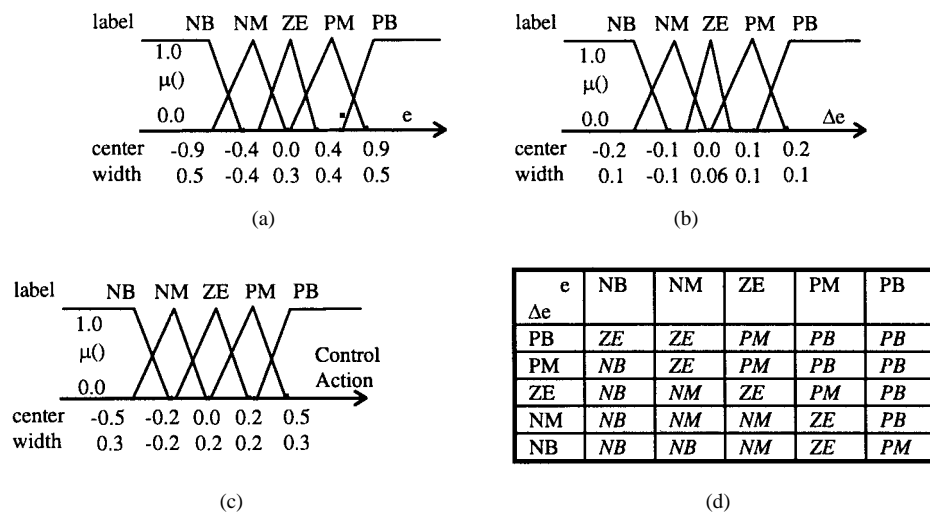 label NB NM ZE PM PB
1.0
μ()
0.0 e
center -0.9 -0.4 0.0 0.4 0.9
width 0.5 -0.4 0.3 0.4 0.5
(a)
label NB NM ZE PM PB
1.0
μ()
0.0 Δe
center -0.2 -0.1 0.0 0.1 0.2
width 0.1 -0.1 0.06 0.1 0.1
(b)
label NB NM ZE PM PB
1.0
μ() Control
0.0 Action
center -0.5 -0.2 0.0 0.2 0.5
width 0.3 -0.2 0.2 0.2 0.3
(c)
e NB NM ZE PM PB
Δe
PB ZE ZE PM PB PB
PM NB ZE PM PB PB
ZE NB NM ZE PM PB
NM NB NM NM ZE PB
NB NB NB NM ZE PM
(d)